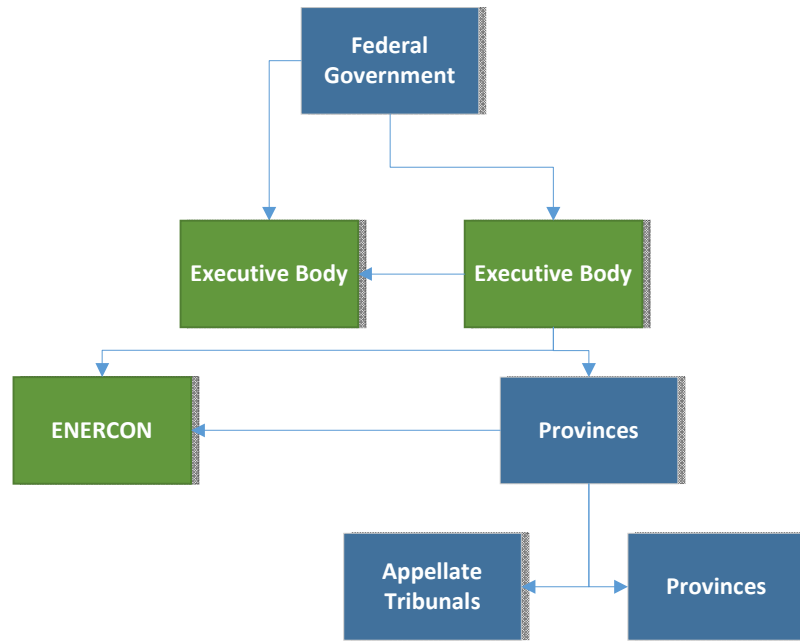 Federal
Government
Executive Body
Executive Body
ENERCON
Provinces
Appellate
Tribunals
Provinces